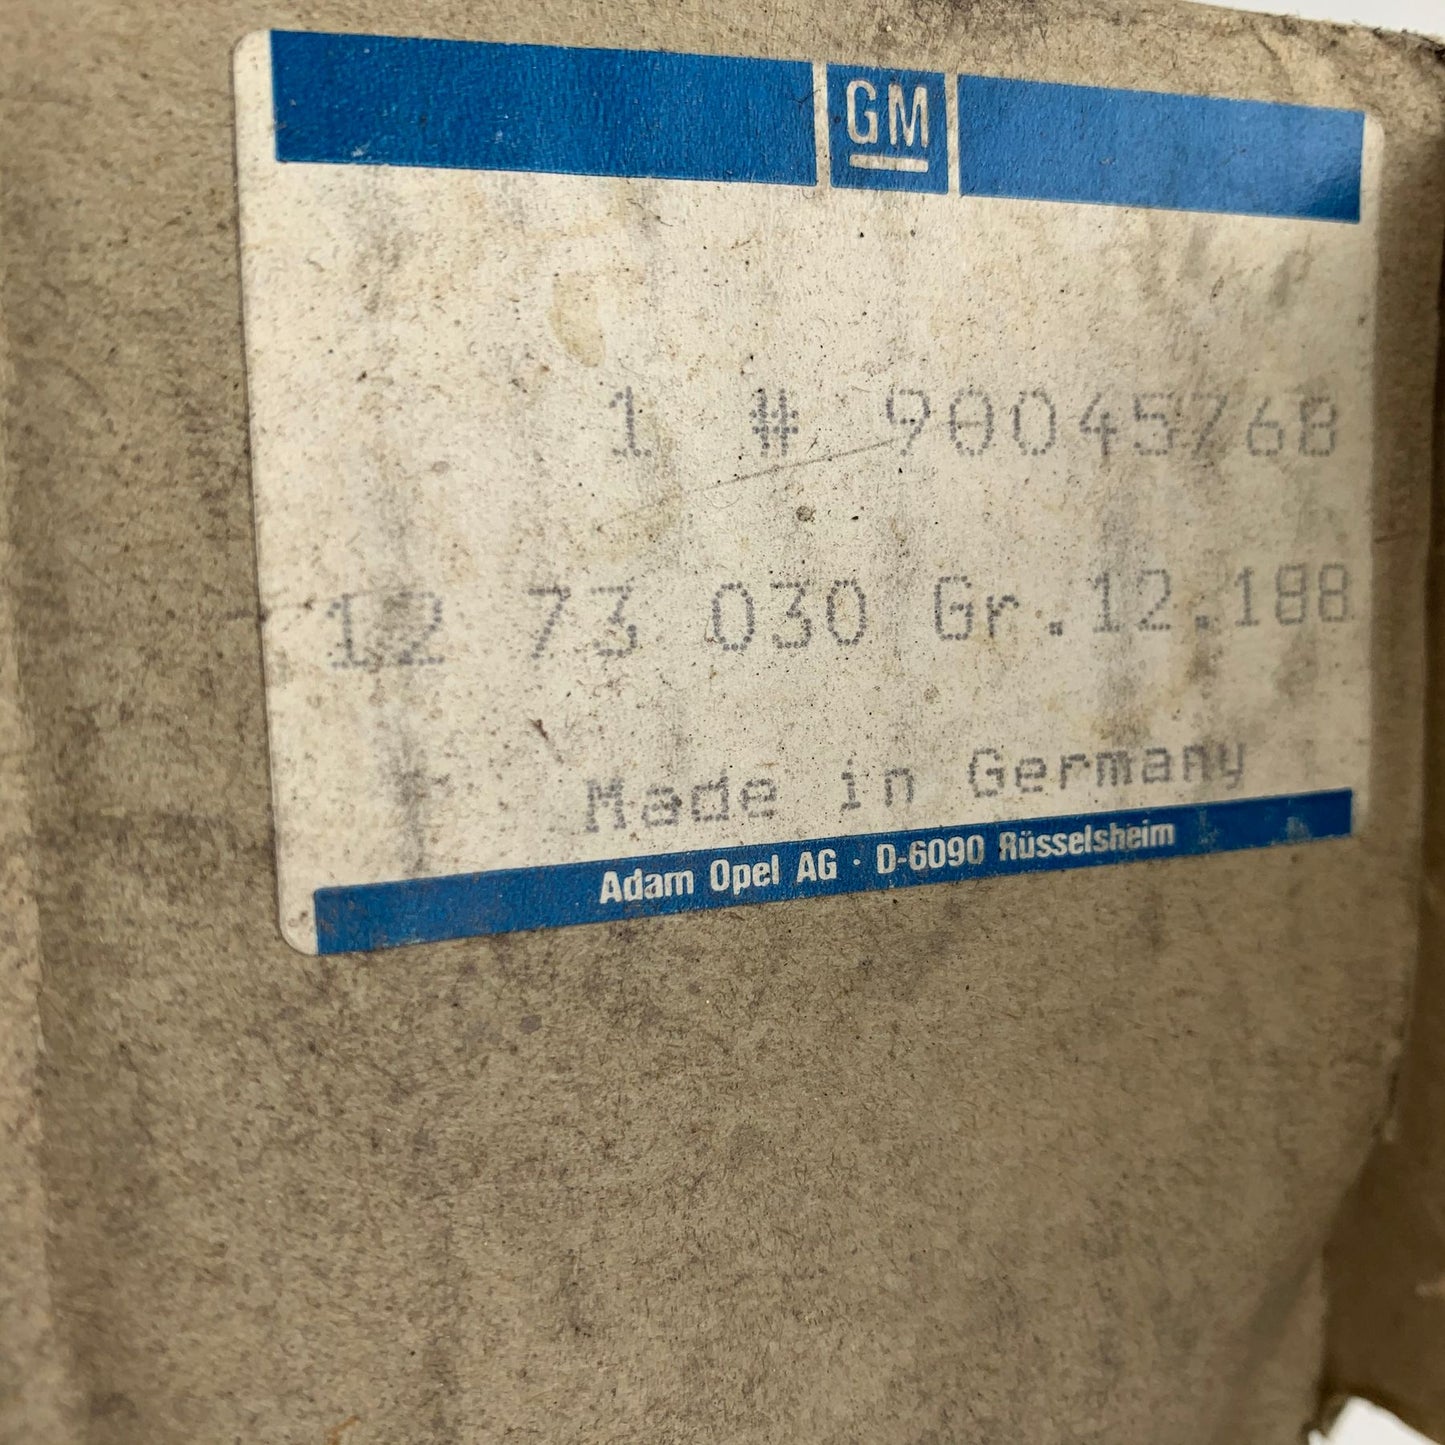 GM
1 # 90045768
12 73 030 Gr.12.188
Made in Germany
Adam Opel AG · D-6090 Rüsselsheim